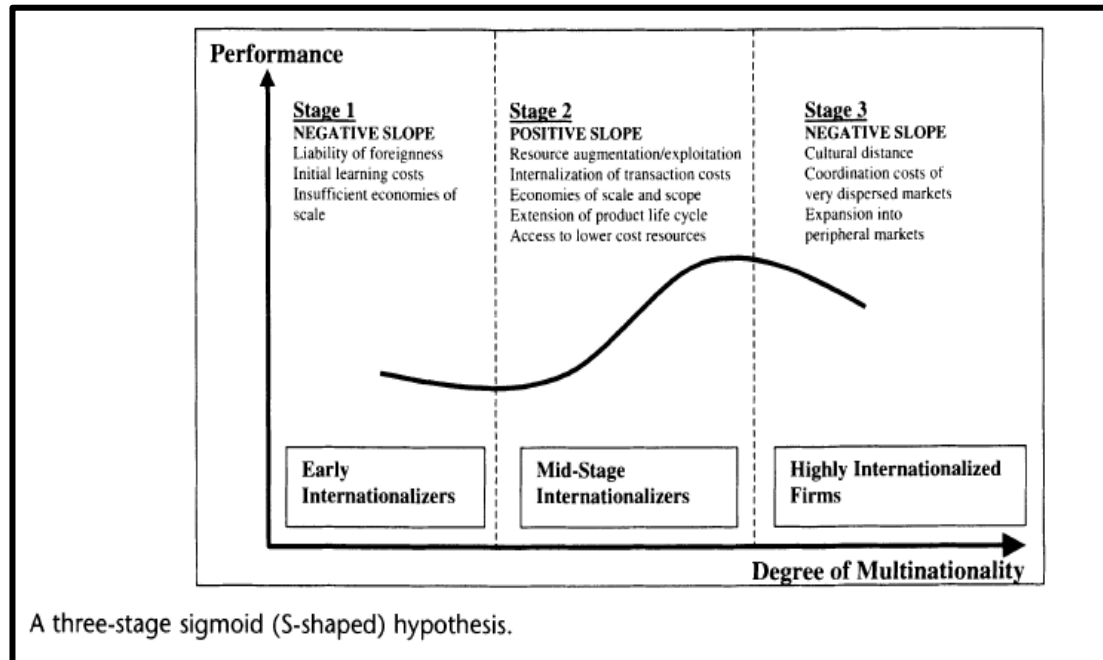 Performance
Stage 1
NEGATIVE SLOPE
Liability of foreignness
Initial learning costs
Insufficient economies of
scale
Stage 2
POSITIVE SLOPE
Resource augmentation/exploitation
Internalization of transaction costs
Economies of scale and scope
Extension of product life cycle
Access to lower cost resources
Stage 3
NEGATIVE SLOPE
Cultural distance
Coordination costs of
very dispersed markets
Expansion into
peripheral markets
Early
Internationalizers
Mid-Stage
Internationalizers
Highly Internationalized
Firms
Degree of Multinationality
A three-stage sigmoid (S-shaped) hypothesis.